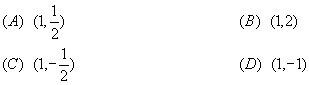 (A) (1, 1/2) (B) (1,2)
(C) (1,-1/2) (D) (1,-1)